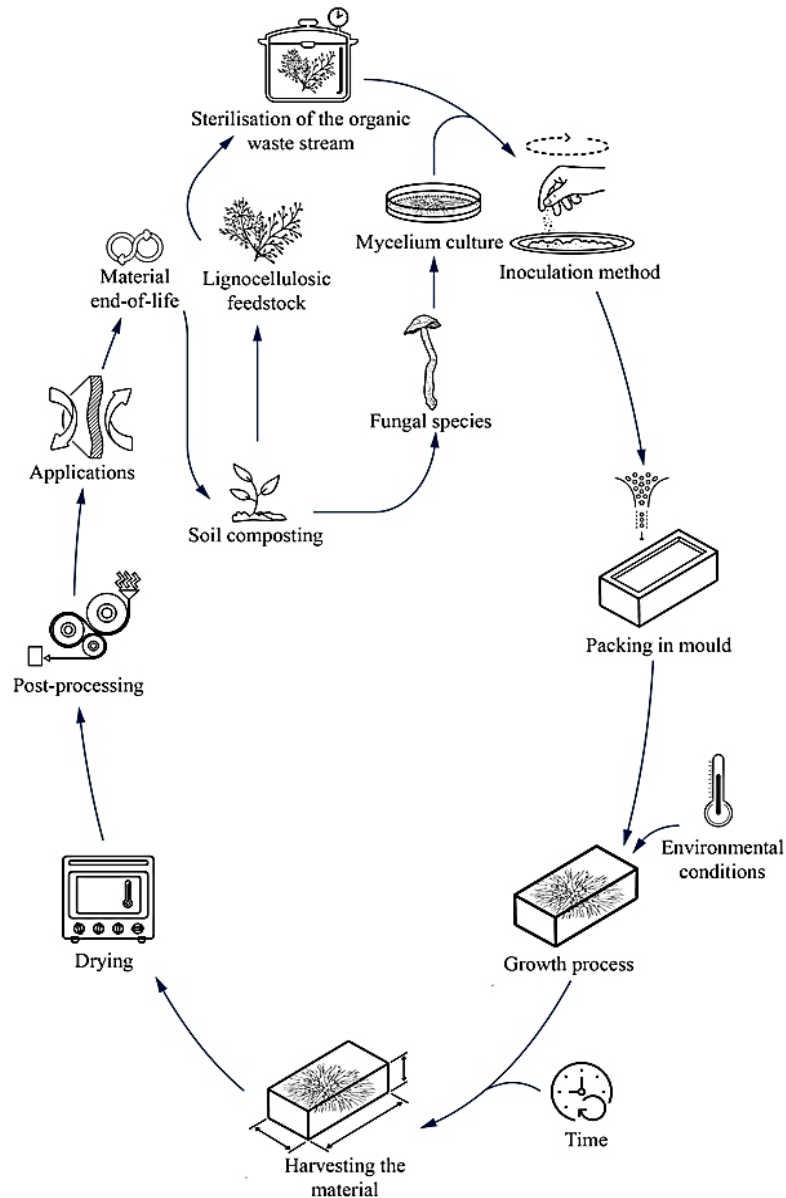 Sterilisation of the organic
waste stream
Mycelium culture
Inoculation method
Material
end-of-life
Lignocellulosic
feedstock
Fungal species
Applications
Soil composting
Packing in mould
Post-processing
Environmental
conditions
Drying
Growth process
Time
Harvesting the
material